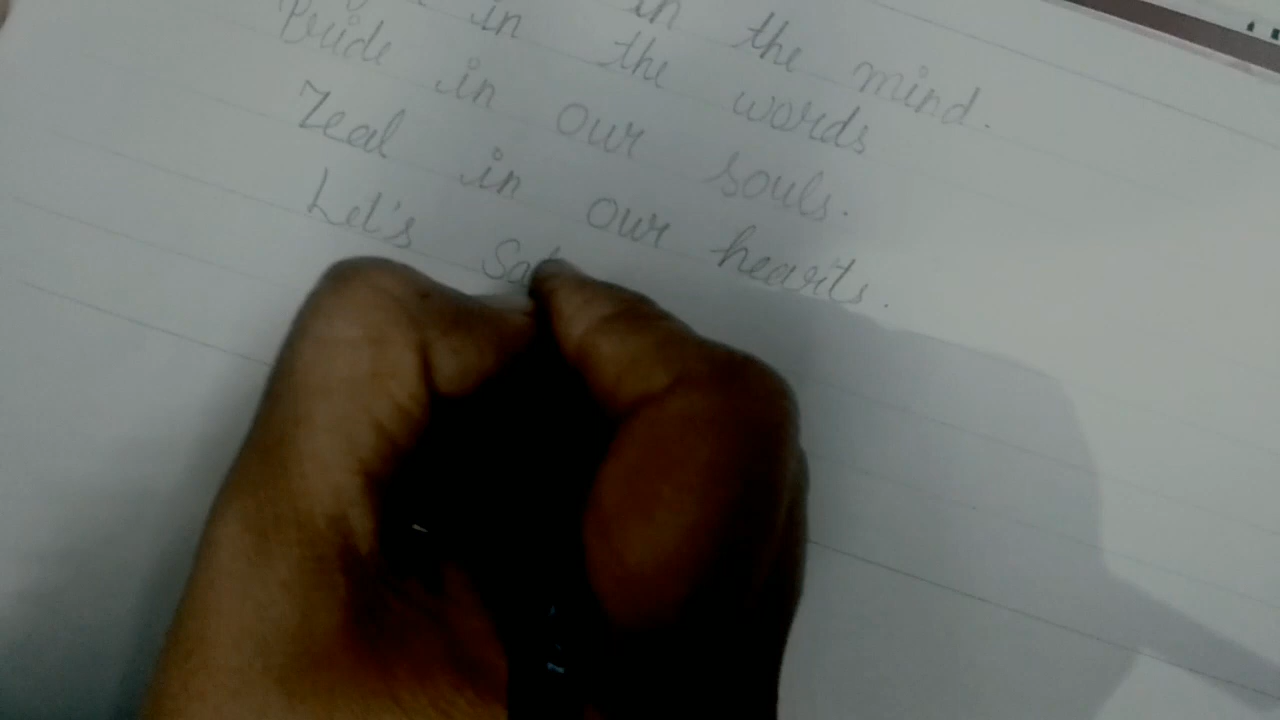 in the mind.
in the words
Pride in our souls.
Zeal in our hearts.
Let's